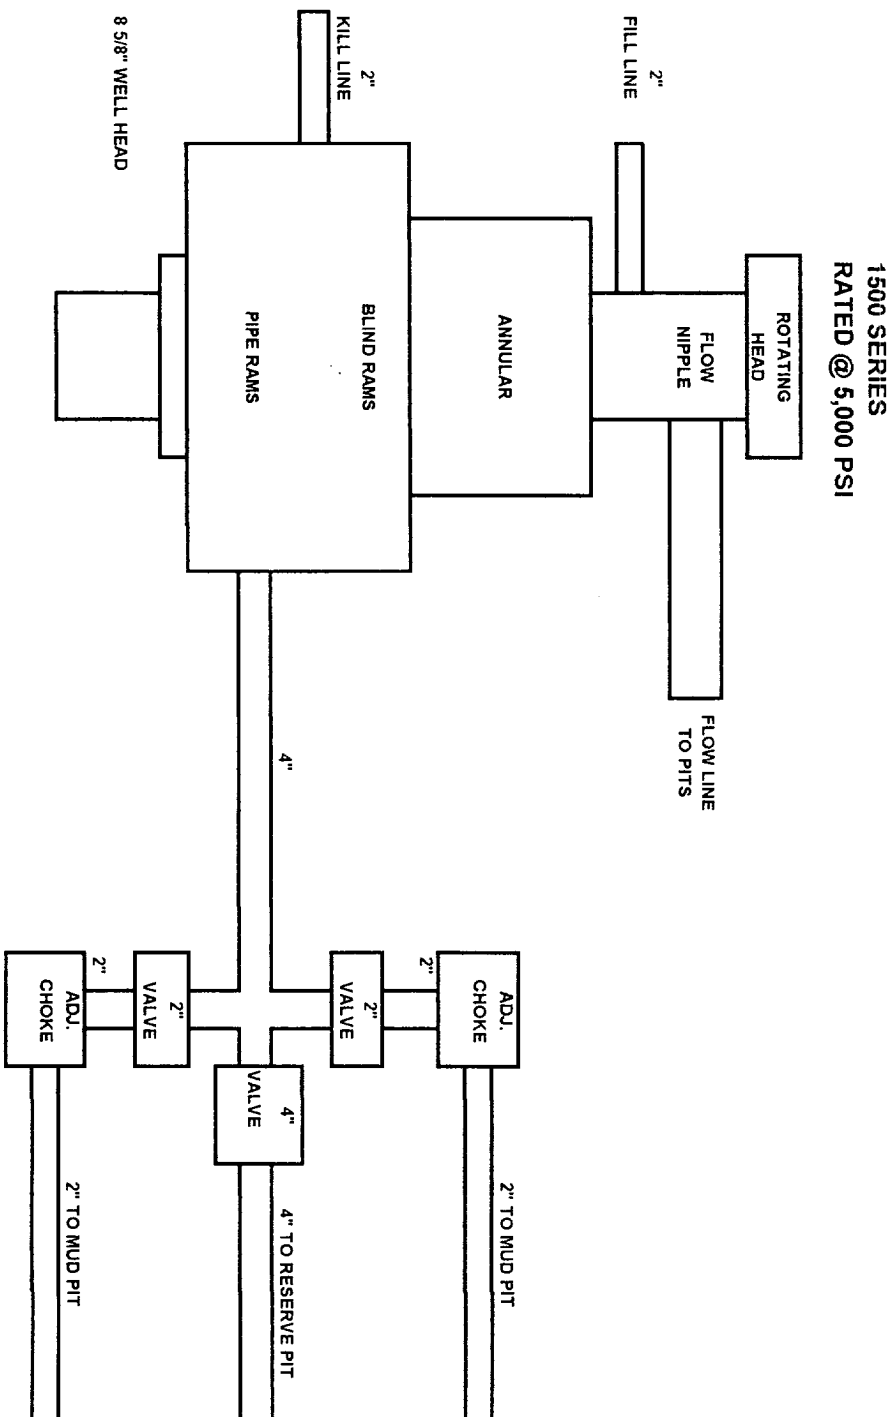 1500 SERIES
RATED @ 5,000 PSI
ROTATING
HEAD
2"
FILL LINE
FLOW
NIPPLE
FLOW LINE
TO PITS
ANNULAR
2"
KILL LINE
BLIND RAMS
PIPE RAMS
8 5/8" WELL HEAD
4"
ADJ.
CHOKE
2"
2" TO MUD PIT
2"
VALVE
4"
VALVE
4" TO RESERVE PIT
2"
VALVE
2"
ADJ.
CHOKE
2" TO MUD PIT